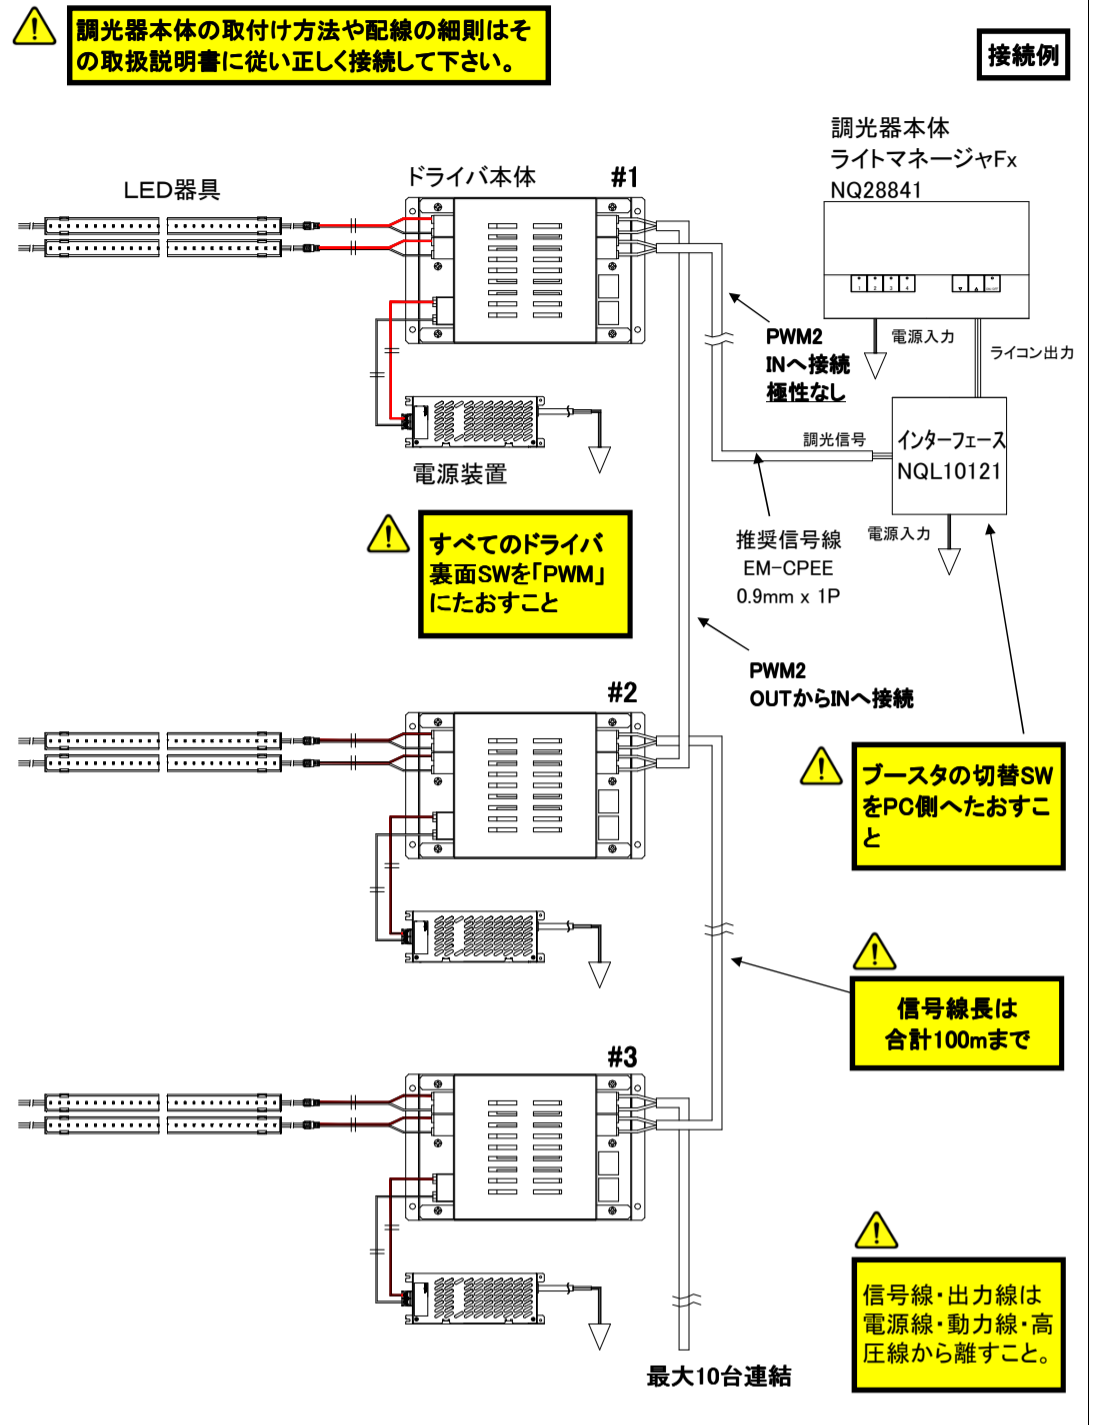 調光器本体の取付け方法や配線の細則はそ
の取扱説明書に従い正しく接続して下さい。
接続例
調光器本体
ライトマネージャFx
NQ28841
LED器具
ドライバ本体
#1
1 2 3 4
電源入力
ライコン出力
PWM2
INへ接続
極性なし
調光信号
インターフェース
NQL10121
電源装置
電源入力
推奨信号線
EM-CPEE
0.9mm x 1P
すべてのドライバ
裏面SWを「PWM」
にたおすこと
PWM2
OUTからINへ接続
#2
ブースタの切替SW
をPC側へたおすこ
と
信号線長は
合計100mまで
#3
信号線・出力線は
電源線・動力線・高
圧線から離すこと。
最大10台連結